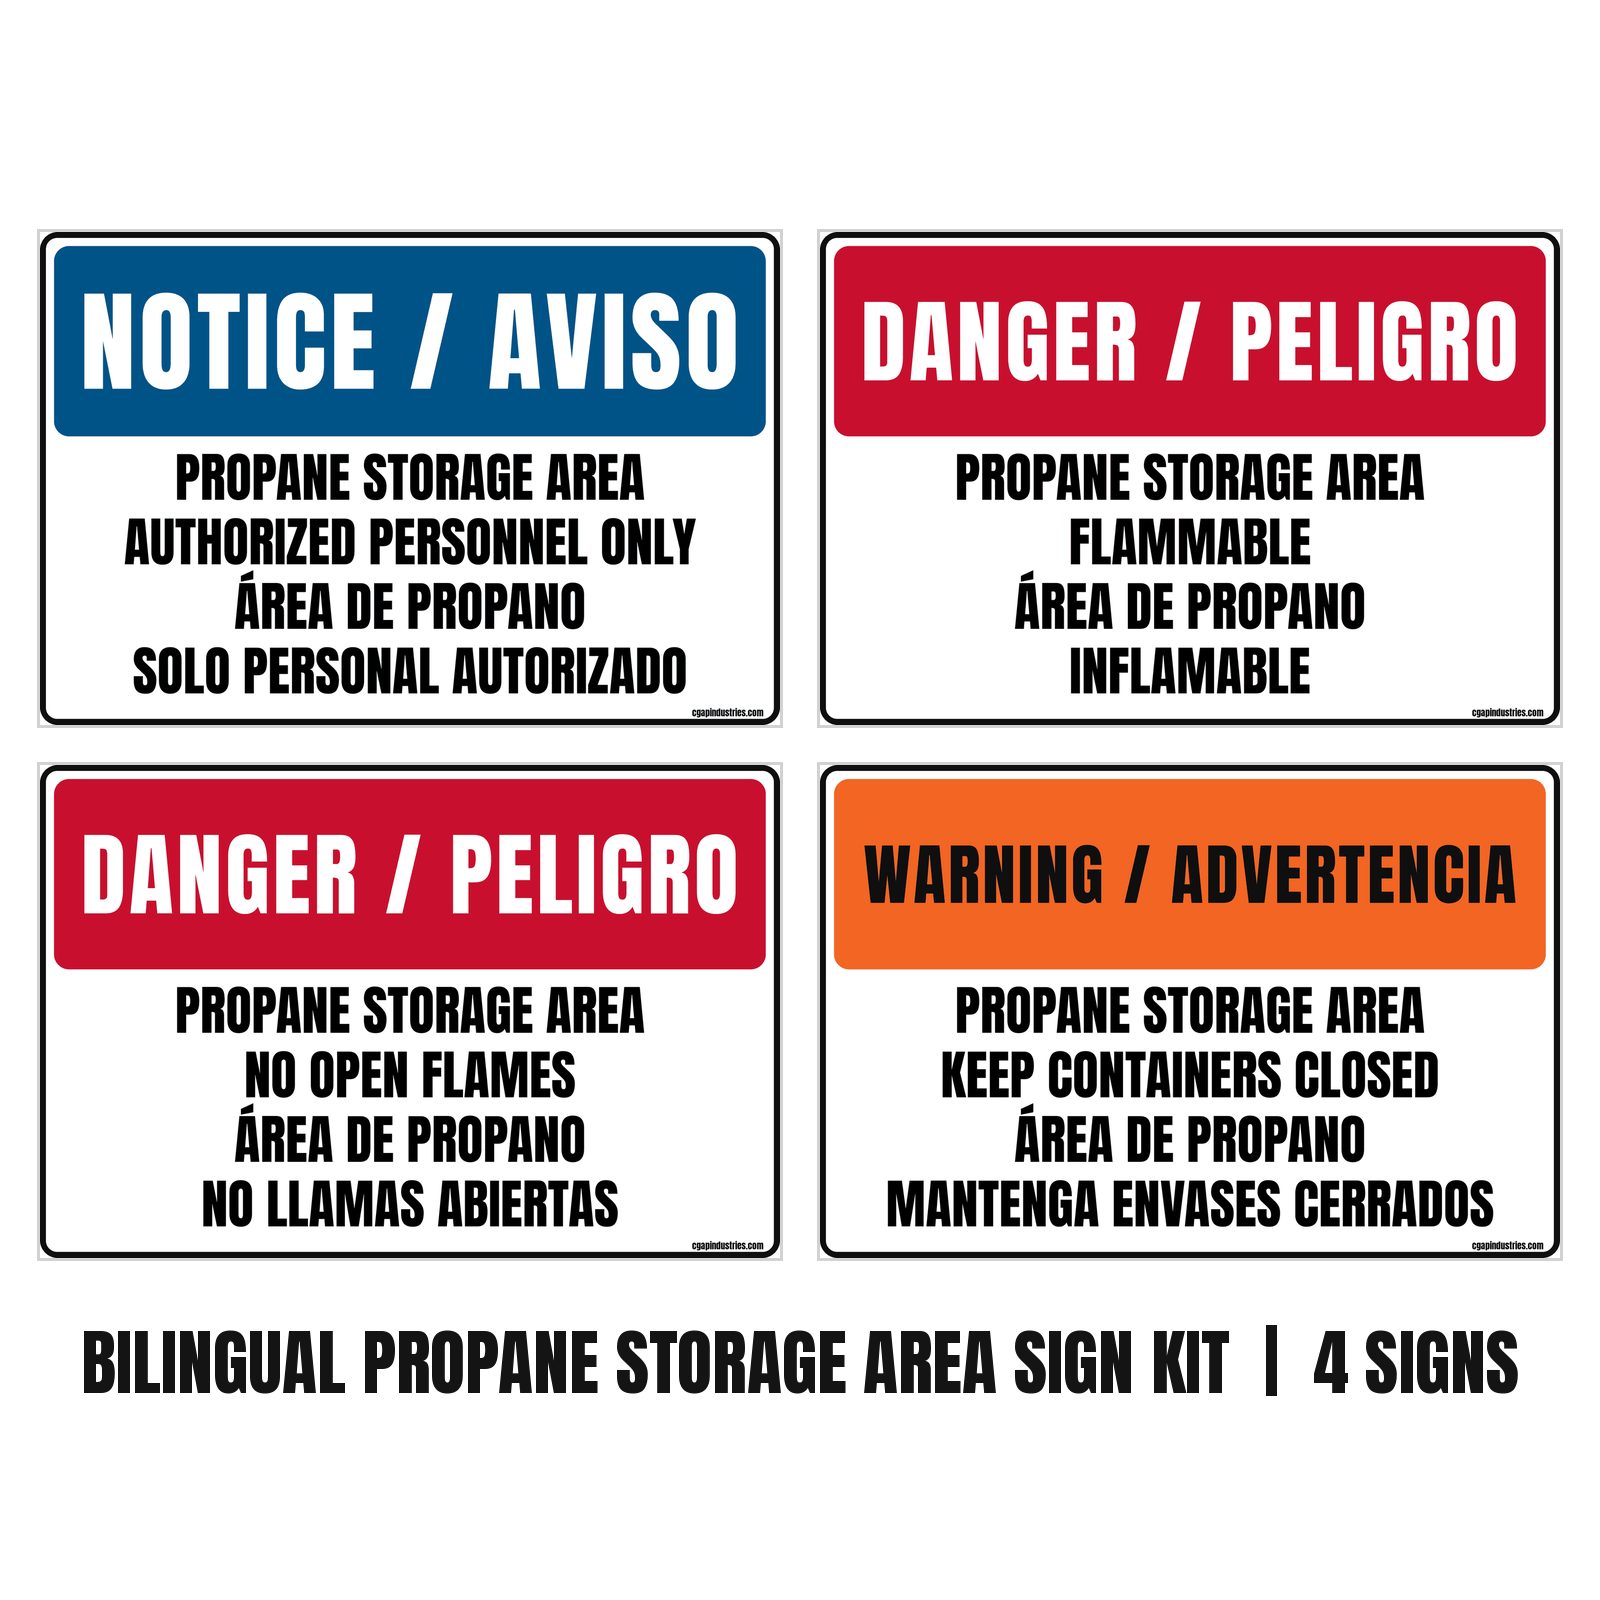 NOTICE / AVISO
PROPANE STORAGE AREA
AUTHORIZED PERSONNEL ONLY
ÁREA DE PROPANO
SOLO PERSONAL AUTORIZADO
cgapindustries.com
DANGER / PELIGRO
PROPANE STORAGE AREA
FLAMMABLE
ÁREA DE PROPANO
INFLAMABLE
cgapindustries.com
DANGER / PELIGRO
PROPANE STORAGE AREA
NO OPEN FLAMES
ÁREA DE PROPANO
NO LLAMAS ABIERTAS
cgapindustries.com
WARNING / ADVERTENCIA
PROPANE STORAGE AREA
KEEP CONTAINERS CLOSED
ÁREA DE PROPANO
MANTENGA ENVASES CERRADOS
cgapindustries.com
BILINGUAL PROPANE STORAGE AREA SIGN KIT | 4 SIGNS